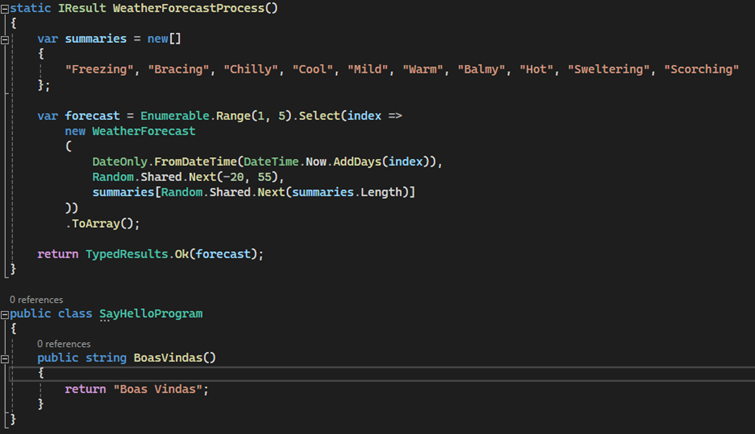 static IResult WeatherForecastProcess()
{
    var summaries = new[]
    {
        "Freezing", "Bracing", "Chilly", "Cool", "Mild", "Warm", "Balmy", "Hot", "Sweltering", "Scorching"
    };

    var forecast = Enumerable.Range(1, 5).Select(index =>
        new WeatherForecast
        (
            DateOnly.FromDateTime(DateTime.Now.AddDays(index)),
            Random.Shared.Next(-20, 55),
            summaries[Random.Shared.Next(summaries.Length)]
        ))
        .ToArray();

    return TypedResults.Ok(forecast);
}

0 references
public class SayHelloProgram
{
    0 references
    public string BoasVindas()
    {
        return "Boas Vindas";
    }
}